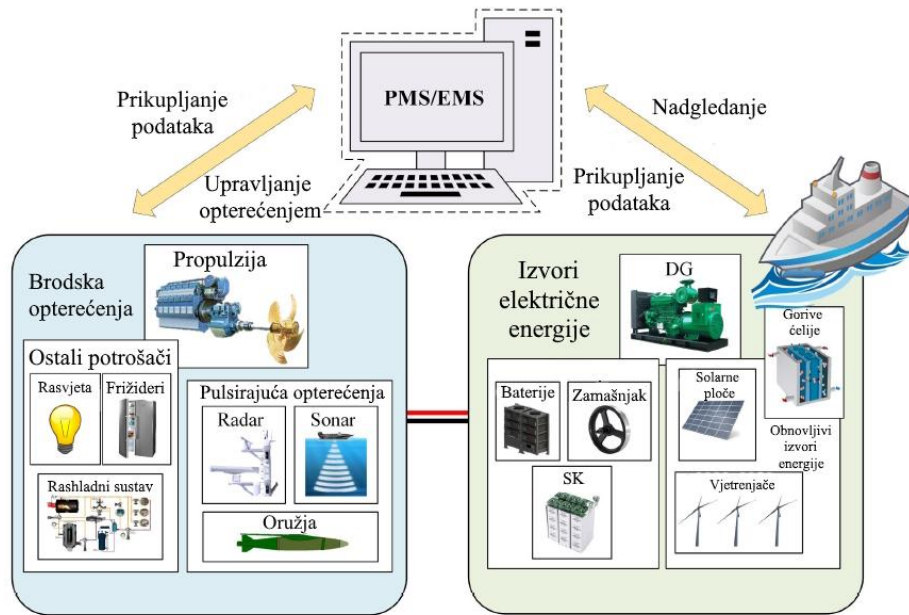 PMS/EMS
Prikupljanje
podataka
Upravljanje
opterećenjem
Nadgledanje
Prikupljanje
podataka
Brodska
opterećenja
Propulzija
Ostali potrošači
Rasvjeta
Frižideri
Rashladni sustav
Pulsirajuća opterećenja
Radar
Sonar
Oružja
Izvori
električne
energije
DG
Gorive
ćelije
Baterije
Zamašnjak
SK
Solarne
ploče
Obnovljivi
izvori
energije
Vjetrenjače